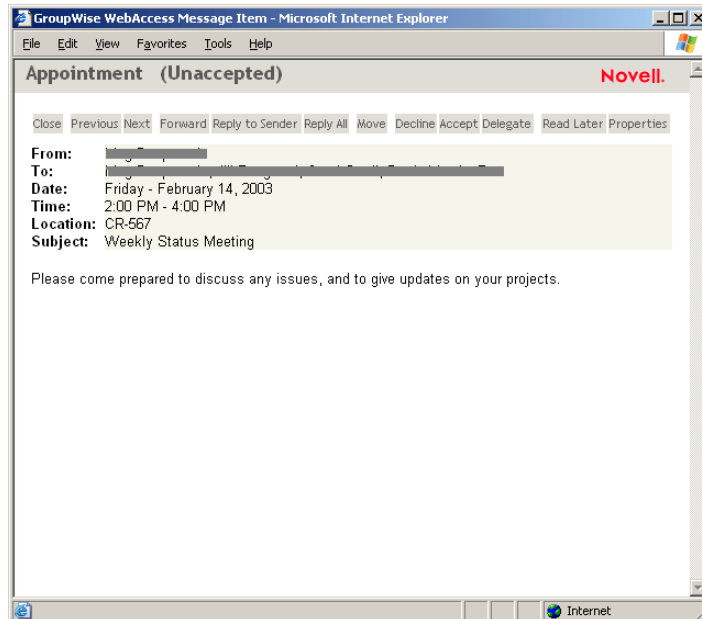 GroupWise WebAccess Message Item - Microsoft Internet Explorer
File Edit View Favorites Tools Help
Appointment (Unaccepted) Novell.
Close Previous Next Forward Reply to Sender Reply All Move Decline Accept Delegate Read Later Properties
From:
To:
Date: Friday - February 14, 2003
Time: 2:00 PM - 4:00 PM
Location: CR-567
Subject: Weekly Status Meeting
Please come prepared to discuss any issues, and to give updates on your projects.
Internet